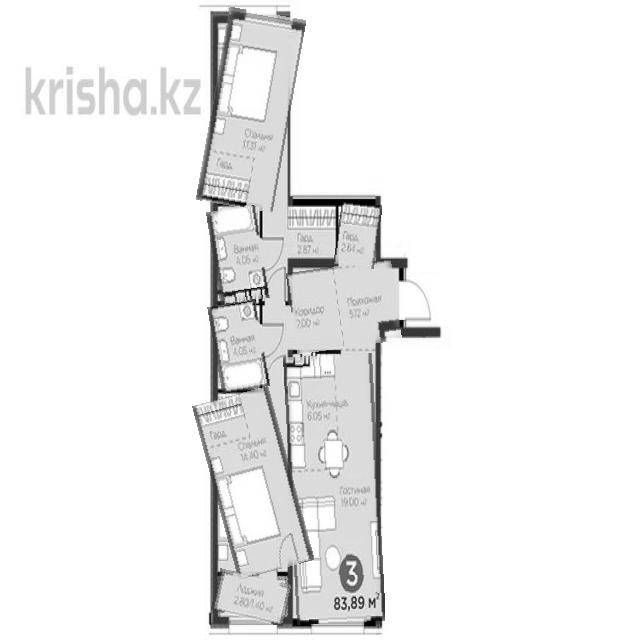 krisha.kz
Спальня
17.31 м2
Гард.
Ванная
4.06 м2
Гард.
2.87 м2
Гард.
2.64 м2
Коридор
7.00 м2
Прихожая
5.12 м2
Ванная
4.05 м2
Кухня-ниша
6.05 м2
Гард.
Спальня
14.40 м2
Гостиная
19.00 м2
3
83,89 м2
Лоджия
2.80/1.40 м2